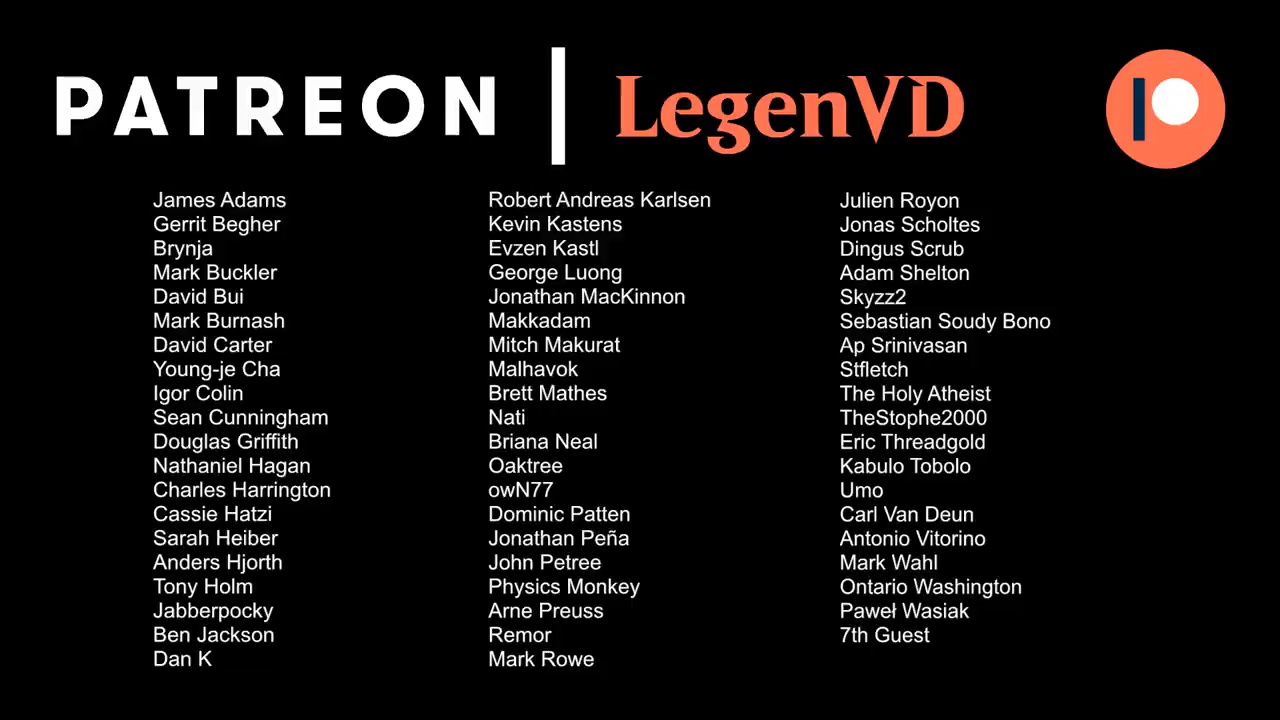 PATREON | LegenVD
James Adams
Gerrit Begher
Brynja
Mark Buckler
David Bui
Mark Burnash
David Carter
Young-je Cha
Igor Colin
Sean Cunningham
Douglas Griffith
Nathaniel Hagan
Charles Harrington
Cassie Hatzi
Sarah Heiber
Anders Hjorth
Tony Holm
Jabberpocky
Ben Jackson
Dan K
Robert Andreas Karlsen
Kevin Kastens
Evzen Kastl
George Luong
Jonathan MacKinnon
Makkadam
Mitch Makurat
Malhavok
Brett Mathes
Nati
Briana Neal
Oaktree
owN77
Dominic Patten
Jonathan Peña
John Petree
Physics Monkey
Arne Preuss
Remor
Mark Rowe
Julien Royon
Jonas Scholtes
Dingus Scrub
Adam Shelton
Skyzz2
Sebastian Soudy Bono
Ap Srinivasan
Stfletch
The Holy Atheist
TheStophe2000
Eric Threadgold
Kabulo Tobolo
Umo
Carl Van Deun
Antonio Vitorino
Mark Wahl
Ontario Washington
Paweł Wasiak
7th Guest